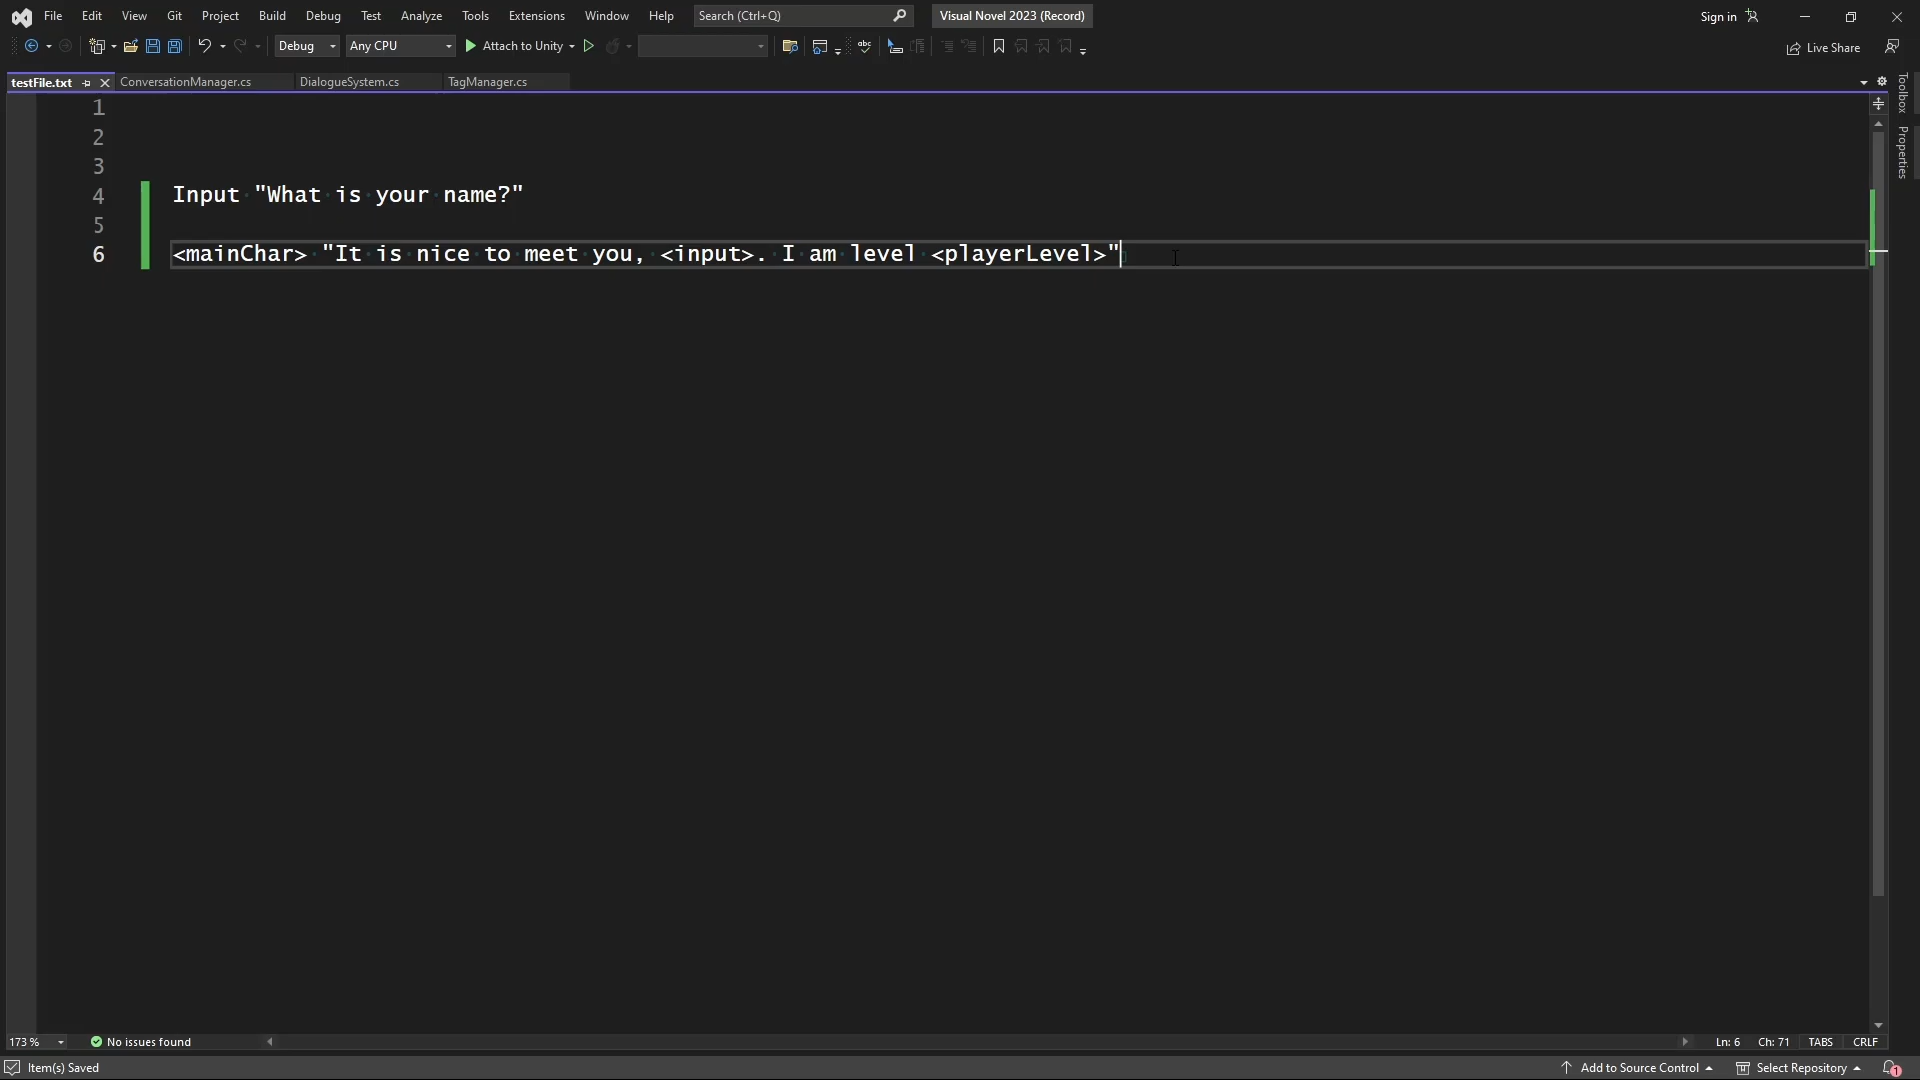 File Edit View Git Project Build Debug Test Analyze Tools Extensions Window Help Search (Ctrl+Q) Visual Novel 2023 (Record) Sign in
Debug Any CPU Attach to Unity abc Live Share
testFile.txt ConversationManager.cs DialogueSystem.cs TagManager.cs
Toolbox
Properties
1
2
3
4 Input "What is your name?"
5
6 <mainChar> "It is nice to meet you, <input>. I am level <playerLevel>"
173 % No issues found Ln: 6 Ch: 71 TABS CRLF
Item(s) Saved Add to Source Control Select Repository 1